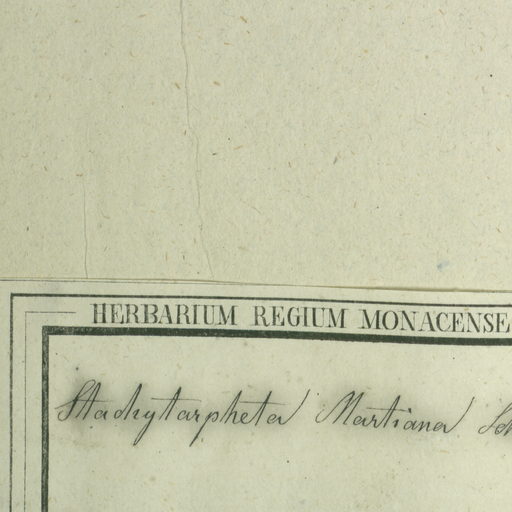 HERBARIUM REGIUM MONACENSE
Stachytarpheta Martiana